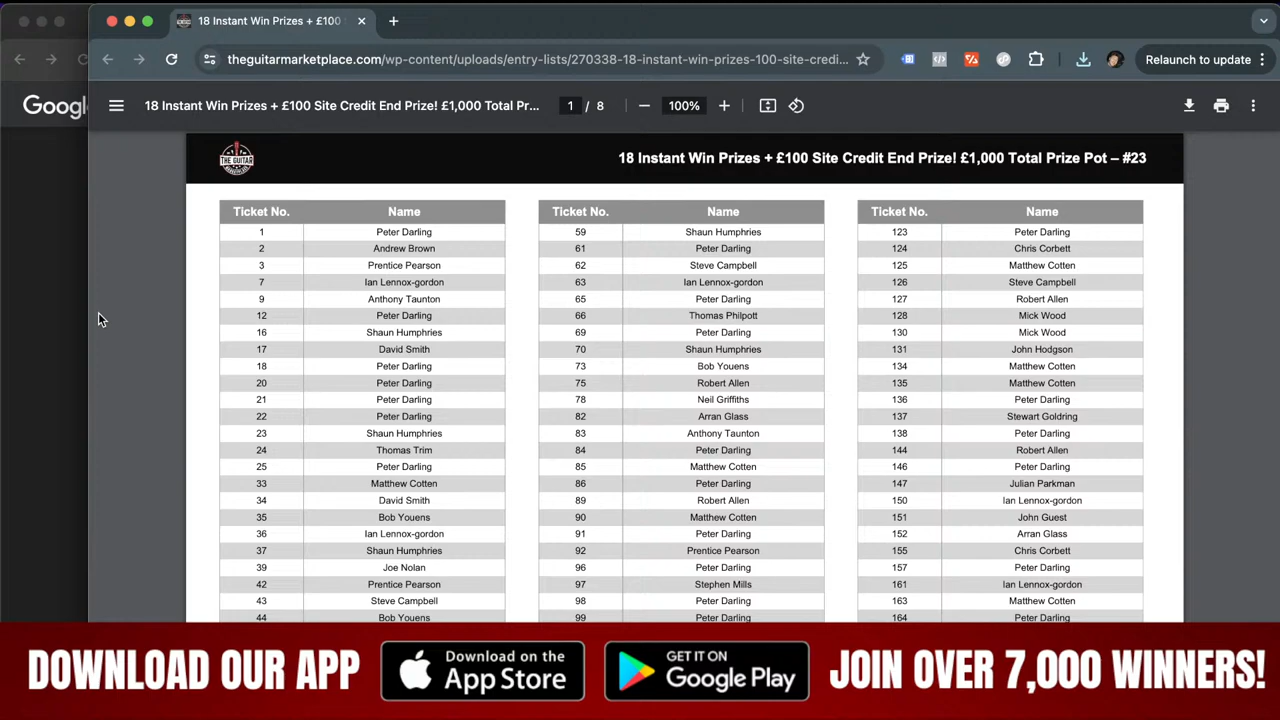 18 Instant Win Prizes + £100
theguitarmarketplace.com/wp-content/uploads/entry-lists/270338-18-instant-win-prizes-100-site-credi...
Relaunch to update
Googl
18 Instant Win Prizes + £100 Site Credit End Prize! £1,000 Total Pr...
1 / 8
100%
THE GUITAR
MARKETPLACE
18 Instant Win Prizes + £100 Site Credit End Prize! £1,000 Total Prize Pot – #23
Ticket No. Name Ticket No. Name Ticket No. Name
1 Peter Darling 59 Shaun Humphries 123 Peter Darling
2 Andrew Brown 61 Peter Darling 124 Chris Corbett
3 Prentice Pearson 62 Steve Campbell 125 Matthew Cotten
7 Ian Lennox-gordon 63 Ian Lennox-gordon 126 Steve Campbell
9 Anthony Taunton 65 Peter Darling 127 Robert Allen
12 Peter Darling 66 Thomas Philpott 128 Mick Wood
16 Shaun Humphries 69 Peter Darling 130 Mick Wood
17 David Smith 70 Shaun Humphries 131 John Hodgson
18 Peter Darling 73 Bob Youens 134 Matthew Cotten
20 Peter Darling 75 Robert Allen 135 Matthew Cotten
21 Peter Darling 78 Neil Griffiths 136 Peter Darling
22 Peter Darling 82 Arran Glass 137 Stewart Goldring
23 Shaun Humphries 83 Anthony Taunton 138 Peter Darling
24 Thomas Trim 84 Peter Darling 144 Robert Allen
25 Peter Darling 85 Matthew Cotten 146 Peter Darling
33 Matthew Cotten 86 Peter Darling 147 Julian Parkman
34 David Smith 89 Robert Allen 150 Ian Lennox-gordon
35 Bob Youens 90 Matthew Cotten 151 John Guest
36 Ian Lennox-gordon 91 Peter Darling 152 Arran Glass
37 Shaun Humphries 92 Prentice Pearson 155 Chris Corbett
39 Joe Nolan 96 Peter Darling 157 Peter Darling
42 Prentice Pearson 97 Stephen Mills 161 Ian Lennox-gordon
43 Steve Campbell 98 Peter Darling 163 Matthew Cotten
44 Bob Youens 99 Peter Darling 164 Peter Darling
DOWNLOAD OUR APP
Download on the
App Store
GET IT ON
Google Play
JOIN OVER 7,000 WINNERS!